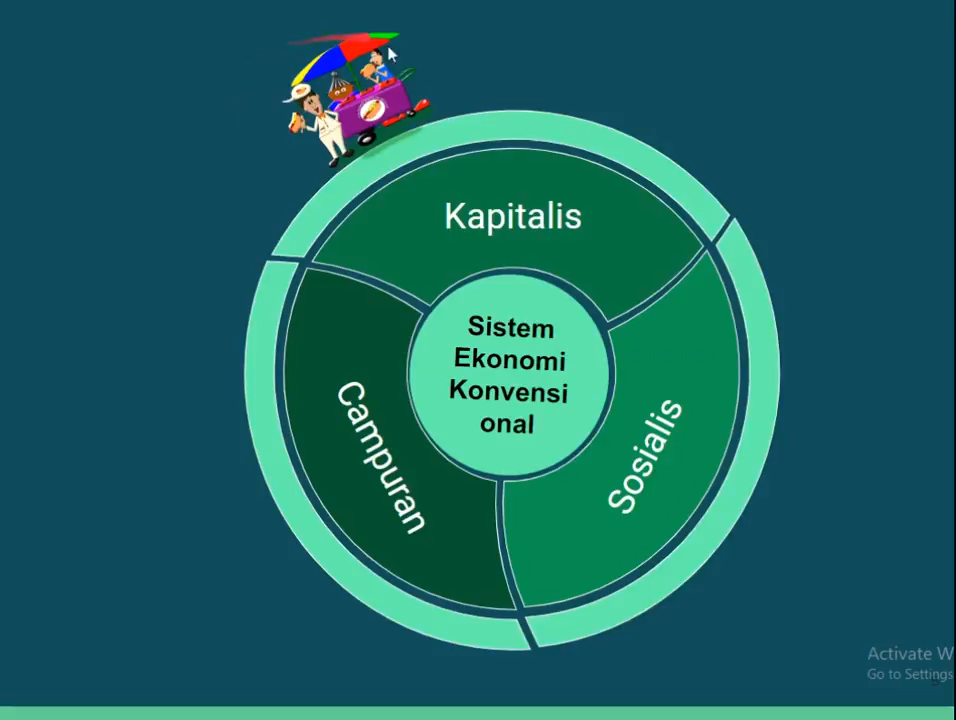 Kapitalis
Sistem
Ekonomi
Konvensi
onal
Campuran
Sosialis
Activate W
Go to Settings